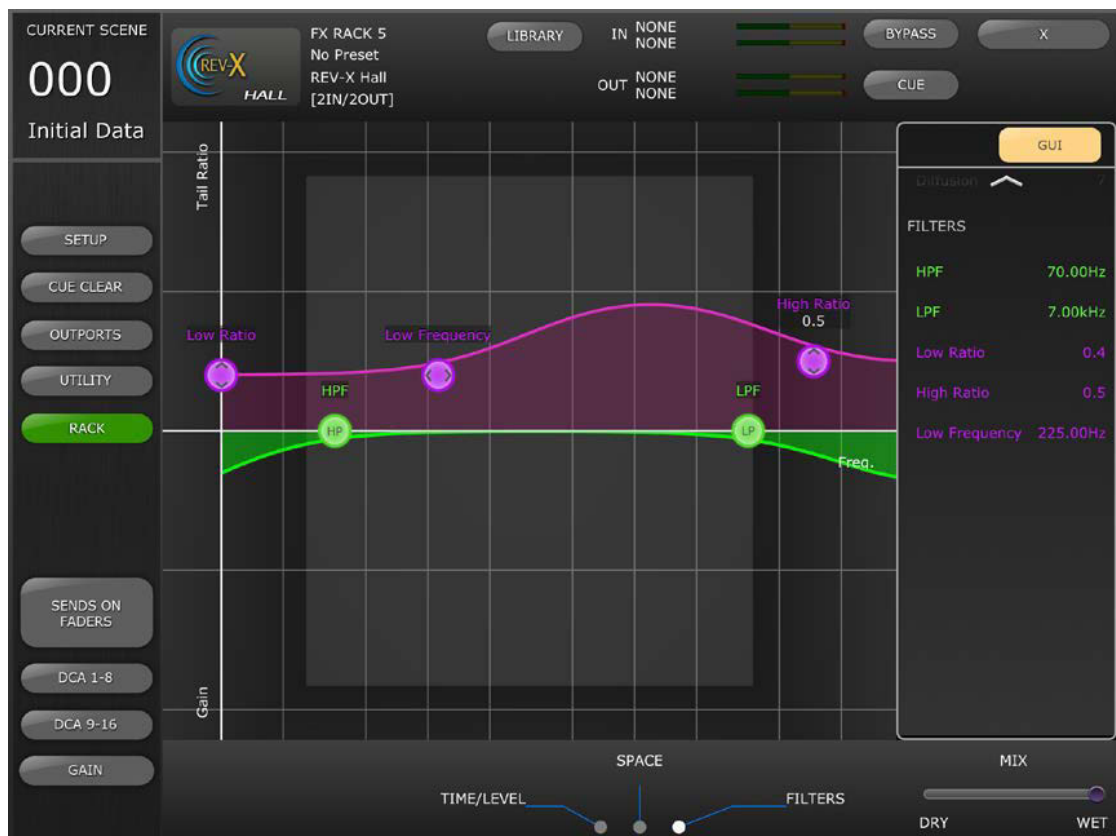 CURRENT SCENE
000
Initial Data
REV-X
HALL
FX RACK 5
No Preset
REV-X Hall
[2IN/2OUT]
LIBRARY
IN NONE
NONE
OUT NONE
NONE
BYPASS
X
CUE
SETUP
CUE CLEAR
OUTPORTS
UTILITY
RACK
SENDS ON
FADERS
DCA 1-8
DCA 9-16
GAIN
Tail Ratio
Gain
Low Ratio
Low Frequency
High Ratio
0.5
HPF
HP
LPF
LP
Freq.
GUI
Diffusion 7
FILTERS
HPF 70.00Hz
LPF 7.00kHz
Low Ratio 0.4
High Ratio 0.5
Low Frequency 225.00Hz
SPACE
TIME/LEVEL
FILTERS
MIX
DRY WET